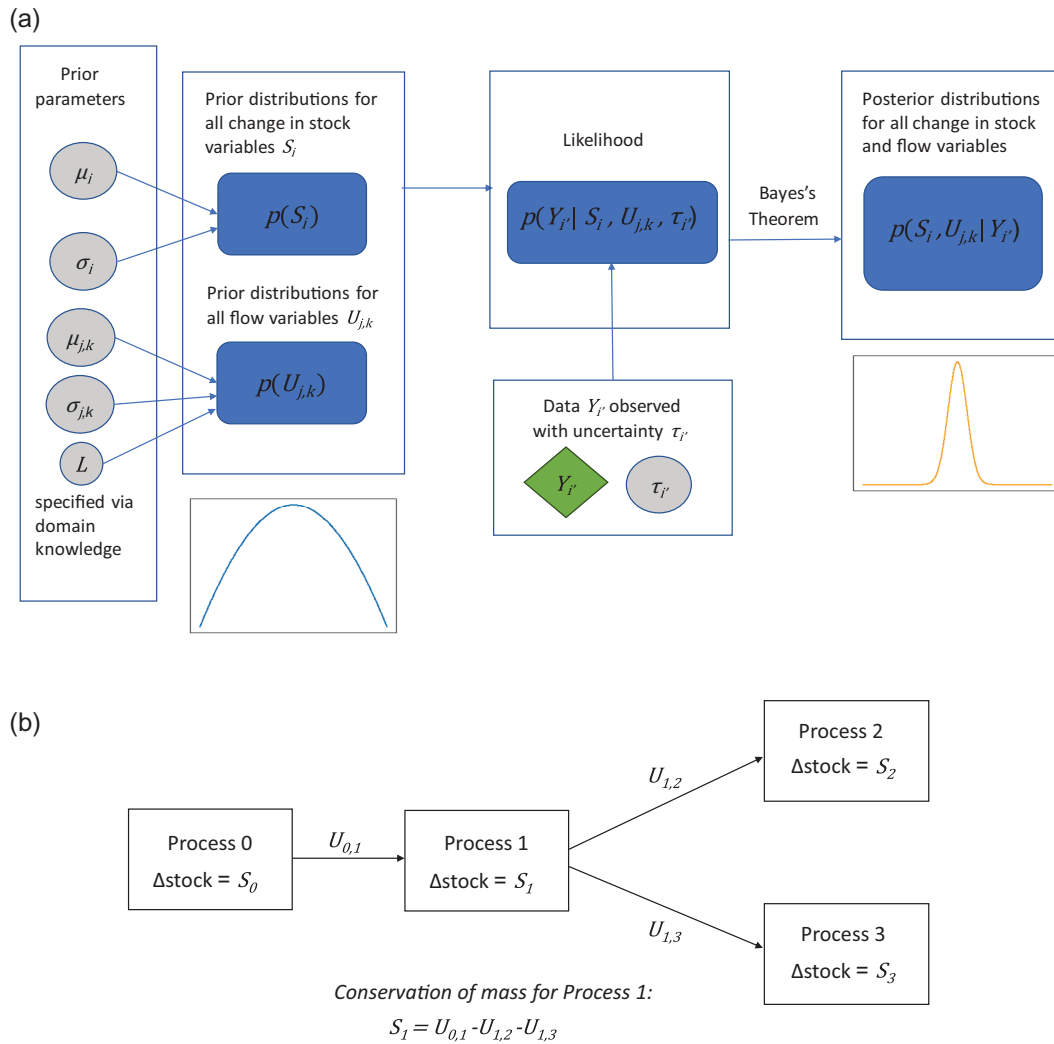 (a)
Prior
parameters
μi
σi
μj,k
σj,k
L
specified via
domain
knowledge
Prior distributions for
all change in stock
variables Si
p(Si)
Prior distributions for
all flow variables Uj,k
p(Uj,k)
Likelihood
p(Yi'| Si , Uj,k , τi')
Data Yi' observed
with uncertainty τi'
Yi'
τi'
Bayes's
Theorem
Posterior distributions
for all change in stock
and flow variables
p(Si ,Uj,k| Yi')
(b)
Process 0
Δstock = S0
U0,1
Process 1
Δstock = S1
U1,2
U1,3
Process 2
Δstock = S2
Process 3
Δstock = S3
Conservation of mass for Process 1:
S1 = U0,1 -U1,2 -U1,3